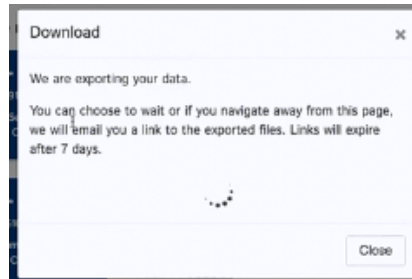 Download
×
We are exporting your data.
You can choose to wait or if you navigate away from this page,
we will email you a link to the exported files. Links will expire
after 7 days.
Close